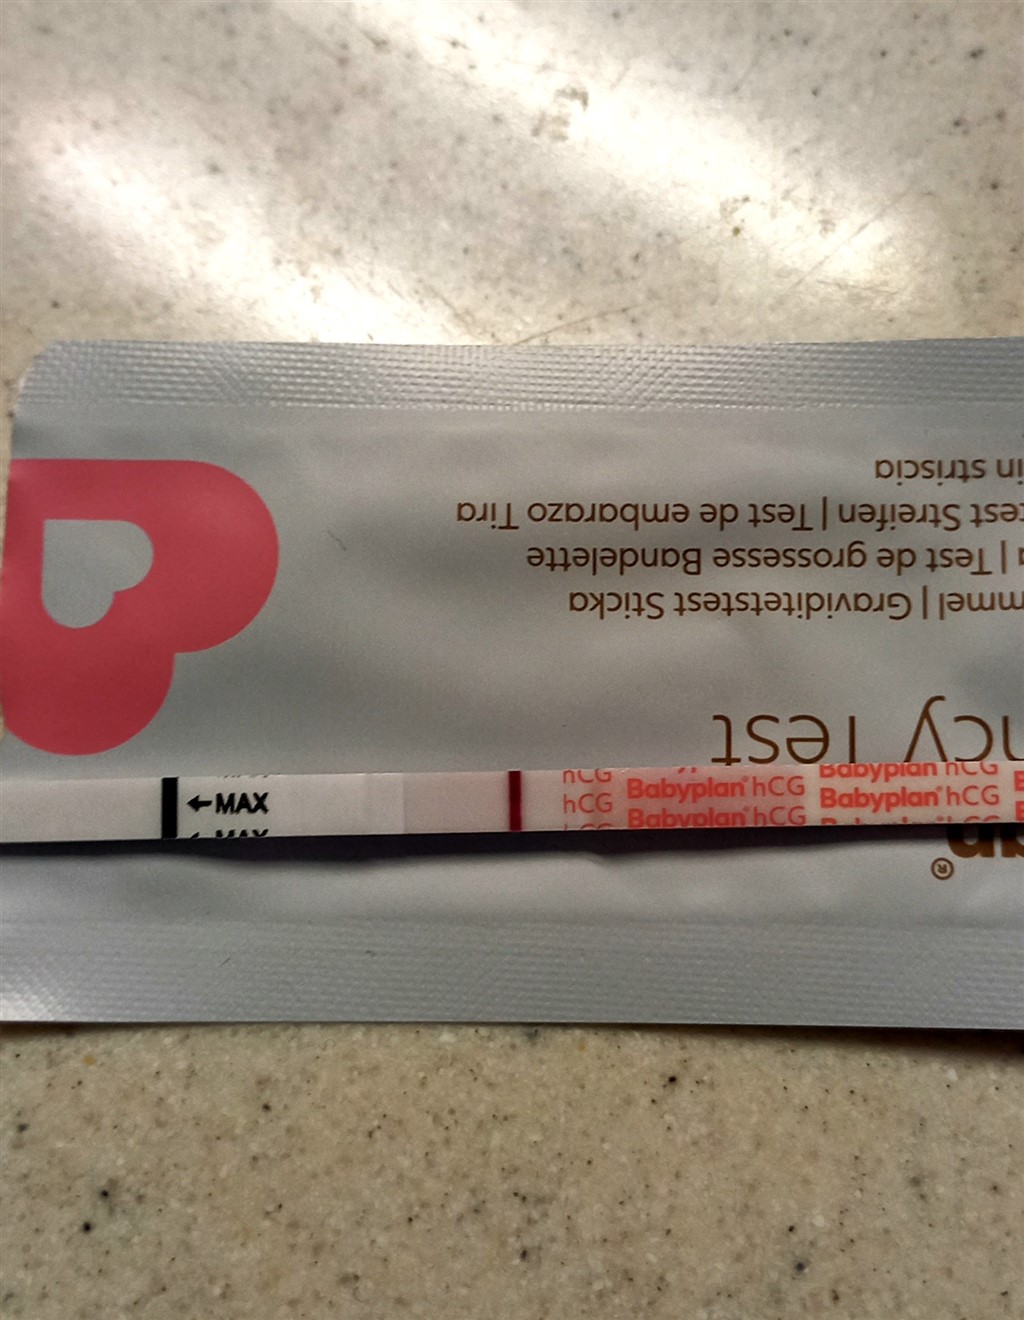 in striscia
test Streifen | Test de embarazo Tira
| Test de grossesse Bandelette
mmel | Graviditetstest Sticka
ncy Test
hCG Babyplan hCG
←MAX hCG Babyplan® hCG Babyplan® hCG
MAX Babyplan hCG
®